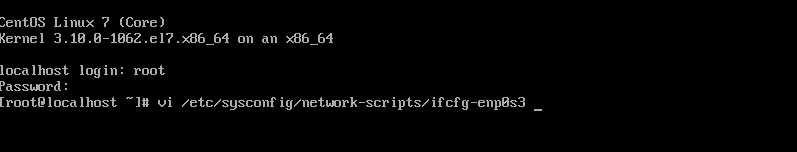 CentOS Linux 7 (Core)
Kernel 3.10.0-1062.el7.x86_64 on an x86_64
localhost login: root
Password:
[root@localhost ~]# vi /etc/sysconfig/network-scripts/ifcfg-enp0s3 _